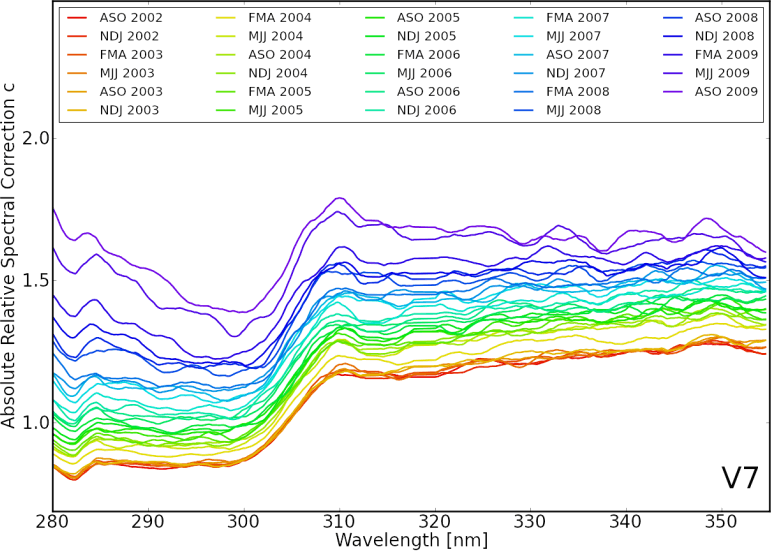 ASO 2002 FMA 2004 ASO 2005 FMA 2007 ASO 2008
NDJ 2002 MJJ 2004 NDJ 2005 MJJ 2007 NDJ 2008
FMA 2003 ASO 2004 FMA 2006 ASO 2007 FMA 2009
MJJ 2003 NDJ 2004 MJJ 2006 NDJ 2007 MJJ 2009
ASO 2003 FMA 2005 ASO 2006 FMA 2008 ASO 2009
NDJ 2003 MJJ 2005 NDJ 2006 MJJ 2008
Absolute Relative Spectral Correction c
2.0
1.5
1.0
V7
280 290 300 310 320 330 340 350
Wavelength [nm]